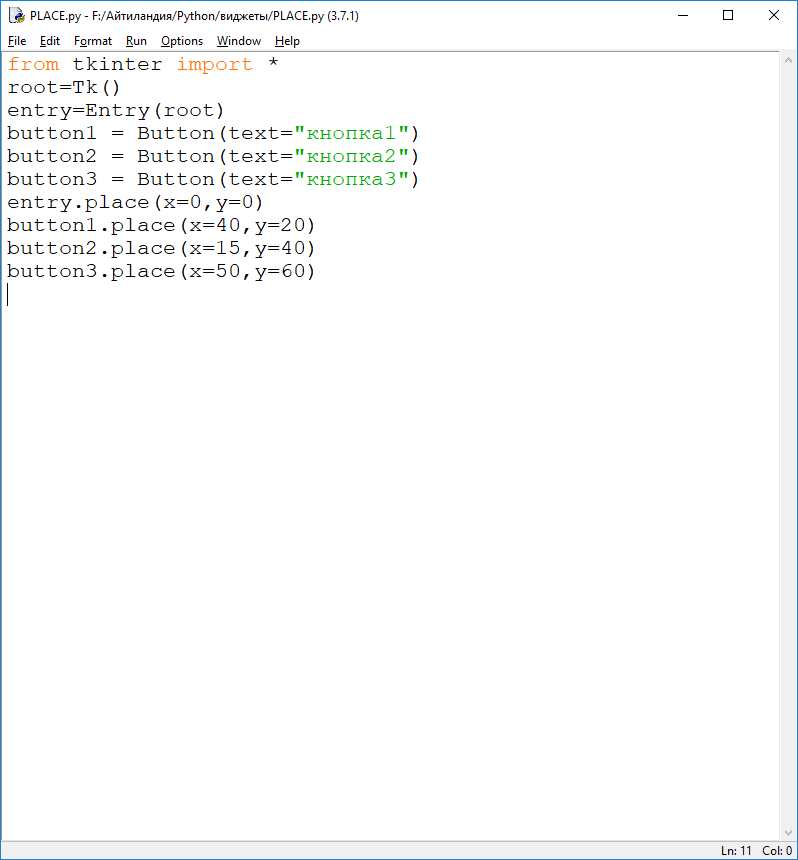 PLACE.py - F:/Айтиландия/Python/виджеты/PLACE.py (3.7.1)
File Edit Format Run Options Window Help
from tkinter import *
root=Tk()
entry=Entry(root)
button1 = Button(text="кнопка1")
button2 = Button(text="кнопка2")
button3 = Button(text="кнопка3")
entry.place(x=0,y=0)
button1.place(x=40,y=20)
button2.place(x=15,y=40)
button3.place(x=50,y=60)
Ln: 11 Col: 0